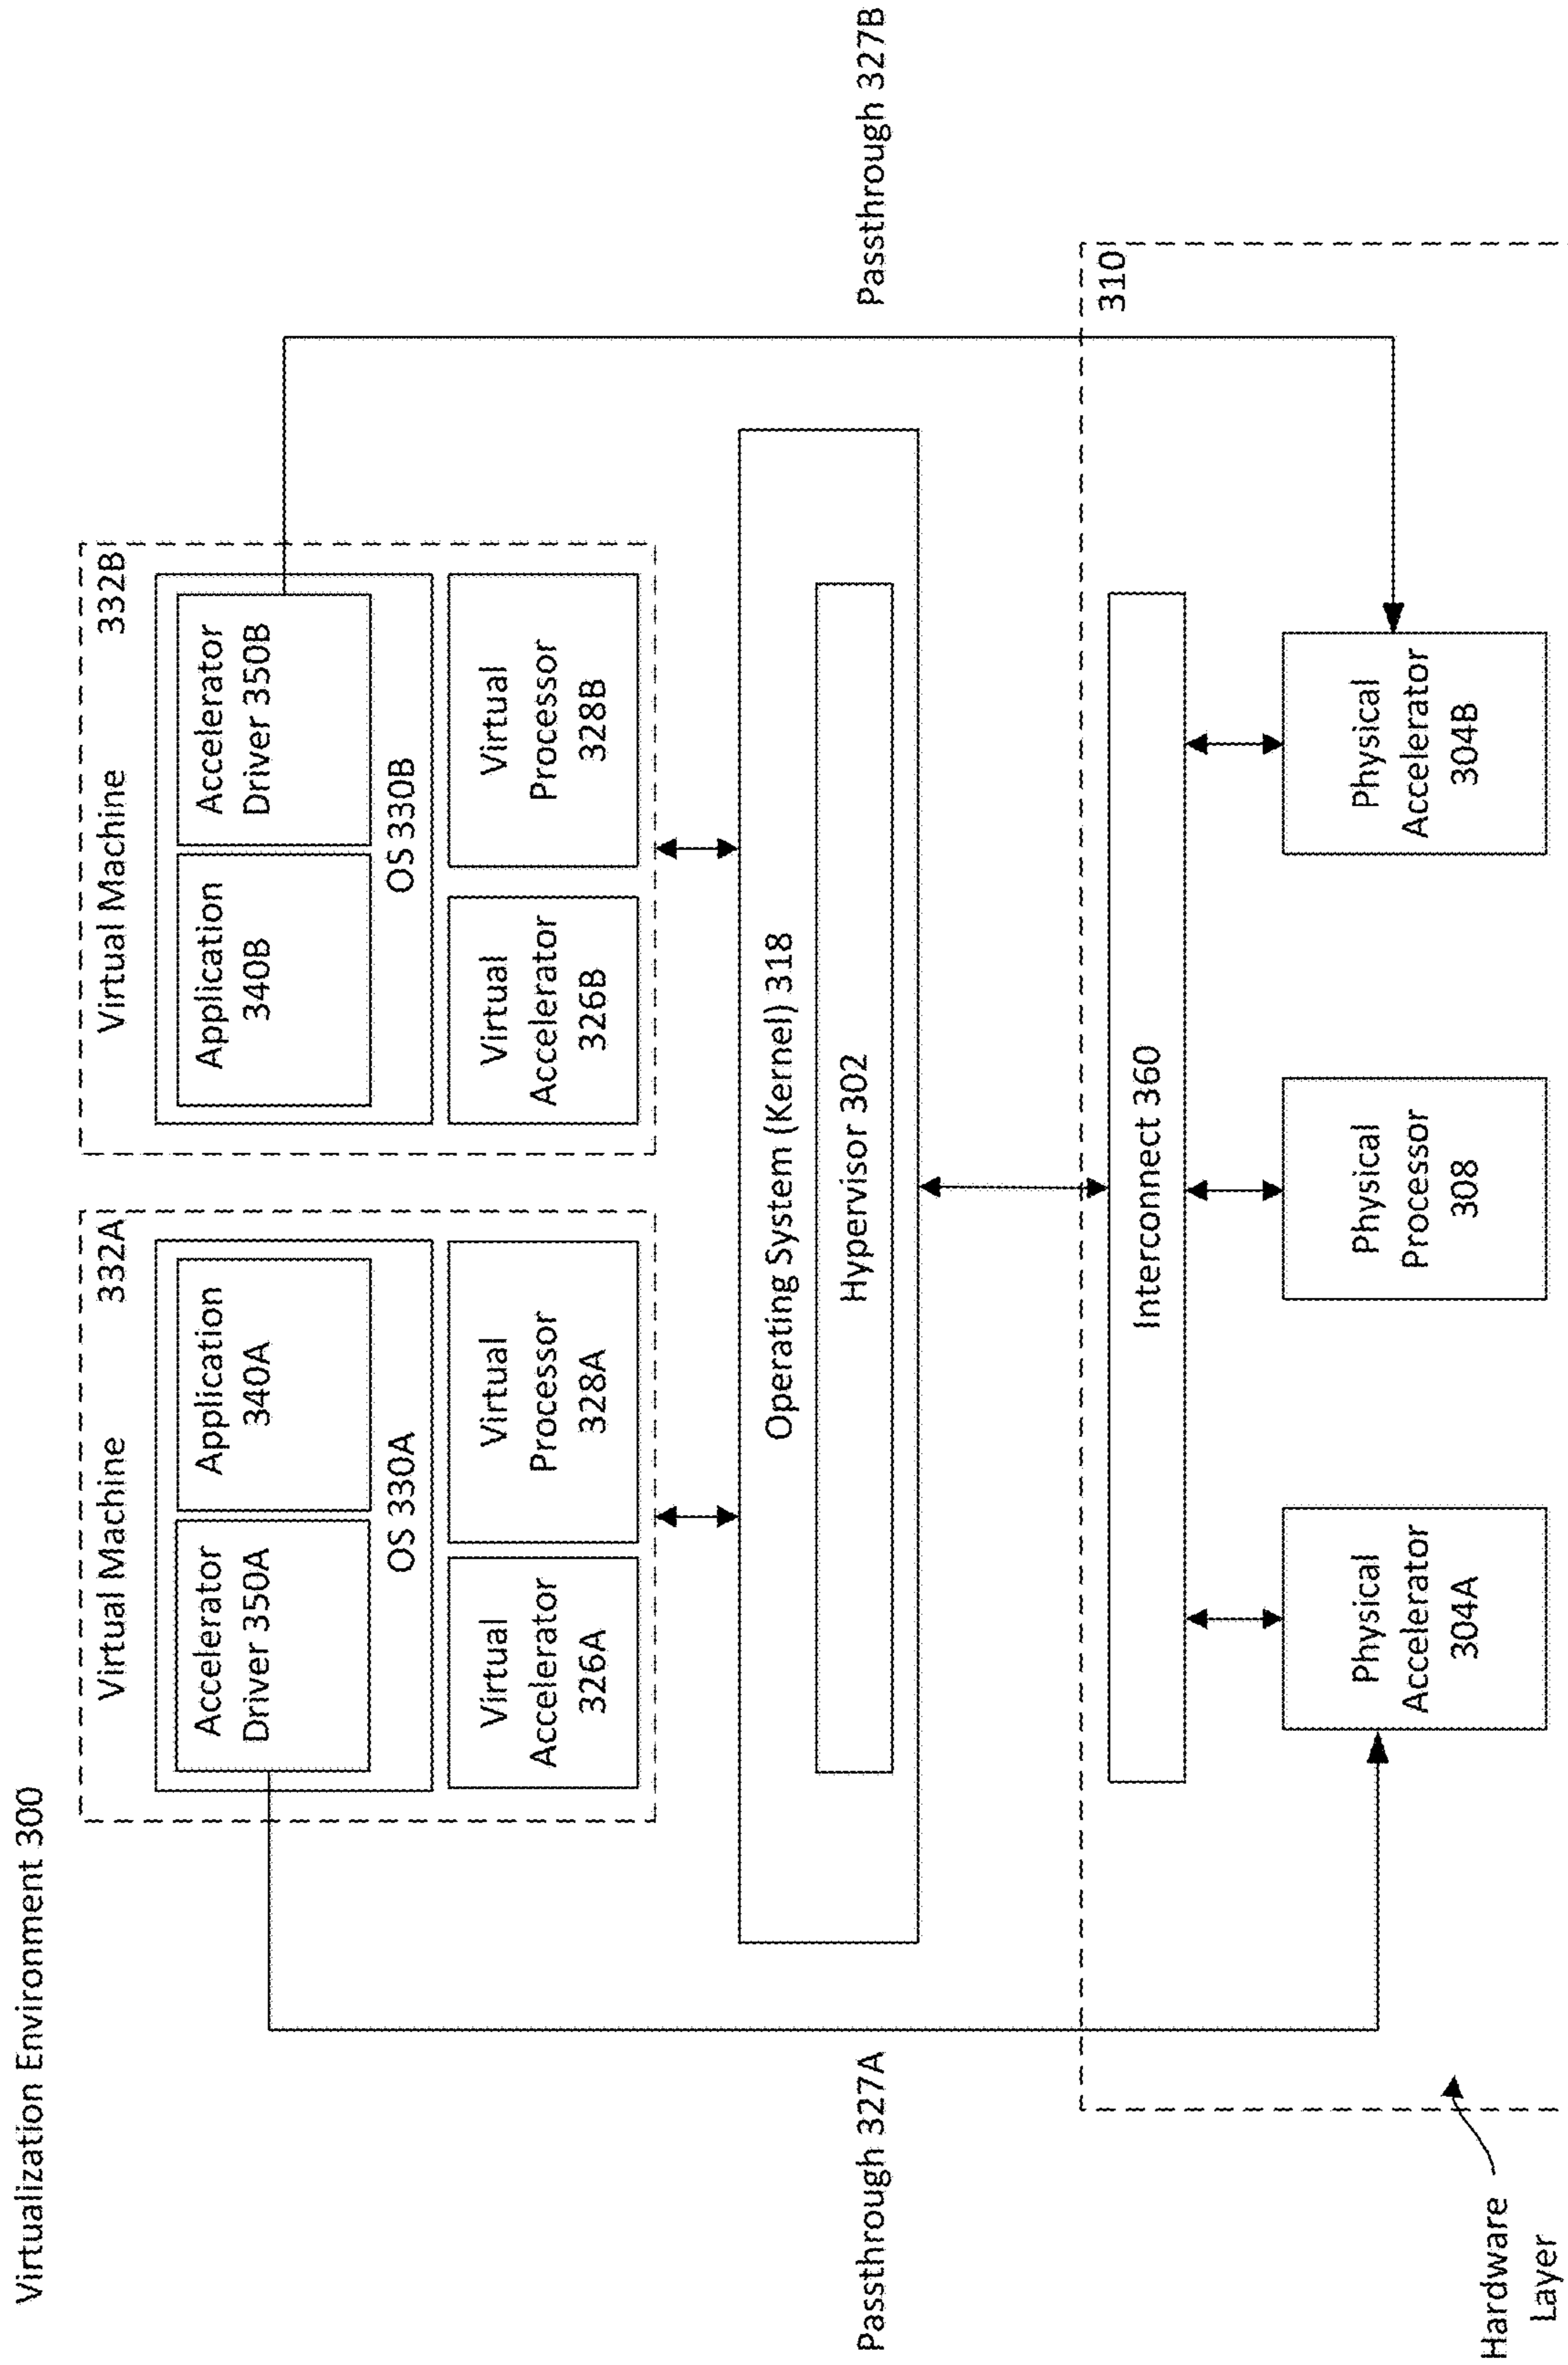 Virtualization Environment 300
Virtual Machine
332A
Accelerator
Driver 350A
Application
340A
OS 330A
Virtual
Accelerator
326A
Virtual
Processor
328A
Virtual Machine
332B
Application
340B
Accelerator
Driver 350B
OS 330B
Virtual
Accelerator
326B
Virtual
Processor
328B
Operating System (Kernel) 318
Hypervisor 302
Passthrough 327A
Passthrough 327B
310
Interconnect 360
Physical
Accelerator
304A
Physical
Processor
308
Physical
Accelerator
304B
Hardware
Layer